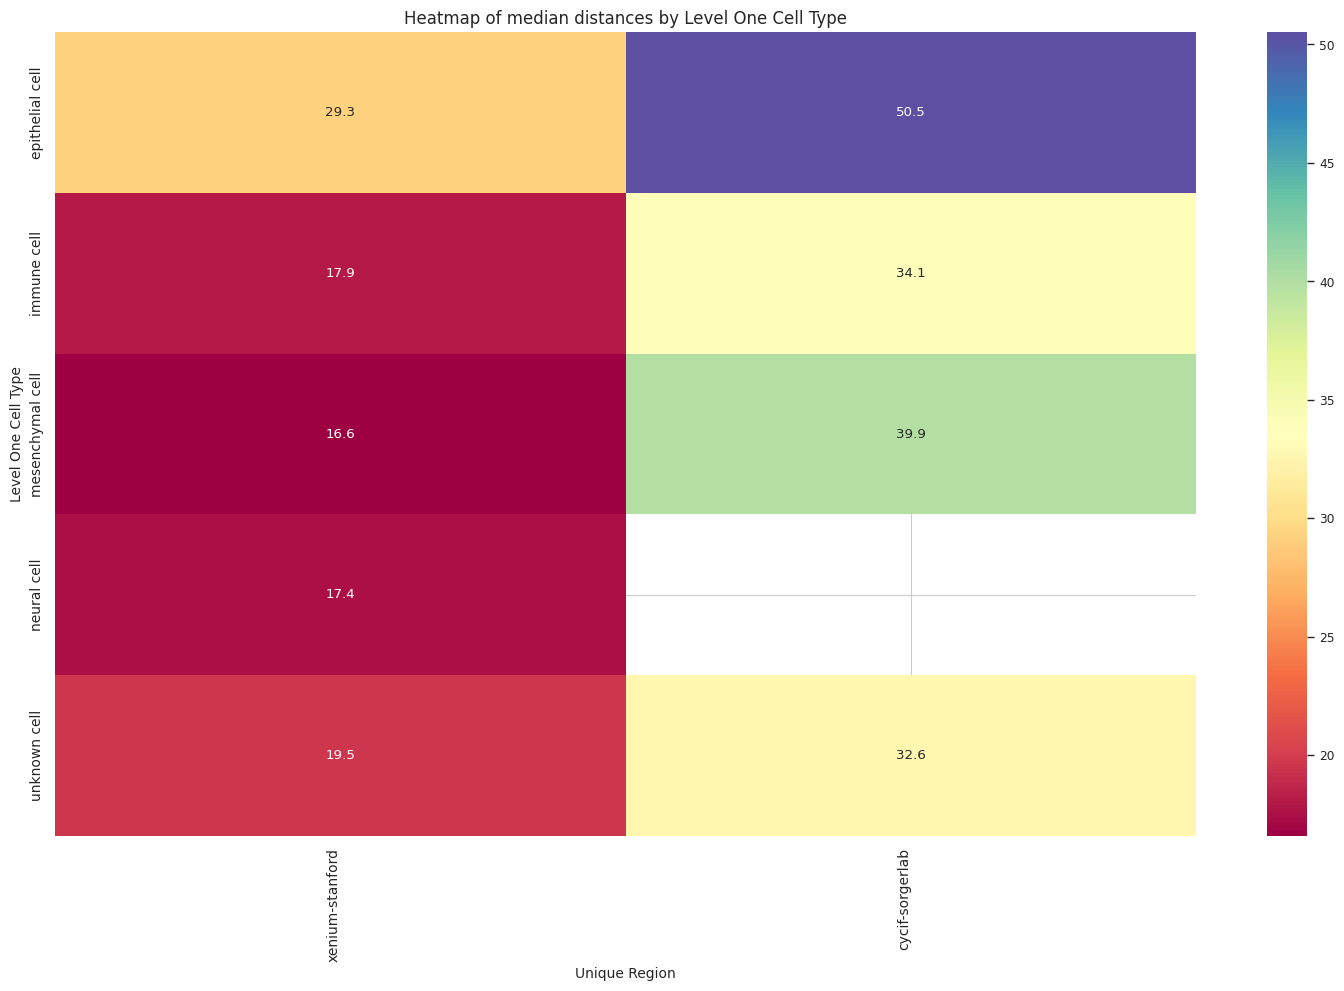 Heatmap of median distances by Level One Cell Type
Level One Cell Type
epithelial cell
29.3
50.5
immune cell
17.9
34.1
mesenchymal cell
16.6
39.9
neural cell
17.4
unknown cell
19.5
32.6
xenium-stanford
cycif-sorgerlab
Unique Region
50
45
40
35
30
25
20